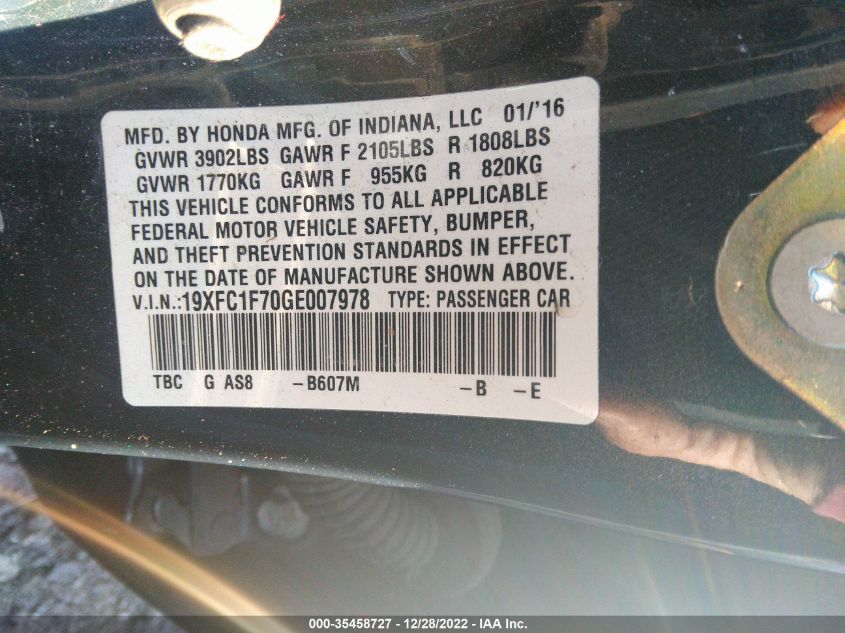 MFD. BY HONDA MFG. OF INDIANA, LLC 01/'16
GVWR 3902LBS GAWR F 2105LBS R 1808LBS
GVWR 1770KG GAWR F 955KG R 820KG
THIS VEHICLE CONFORMS TO ALL APPLICABLE
FEDERAL MOTOR VEHICLE SAFETY, BUMPER,
AND THEFT PREVENTION STANDARDS IN EFFECT
ON THE DATE OF MANUFACTURE SHOWN ABOVE.
V.I.N.:19XFC1F70GE007978 TYPE: PASSENGER CAR
TBC G AS8 –B607M –B –E
000-35458727 - 12/28/2022 - IAA Inc.